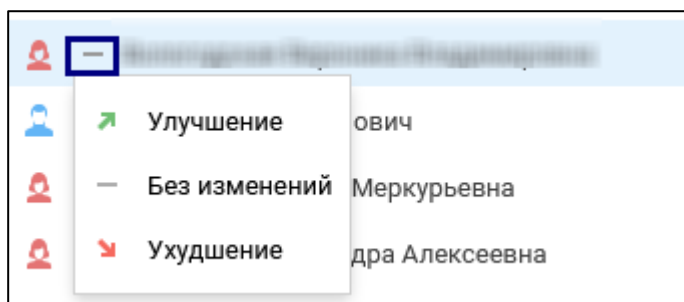 Улучшение ович
Без изменений Меркурьевна
Ухудшение дра Алексеевна